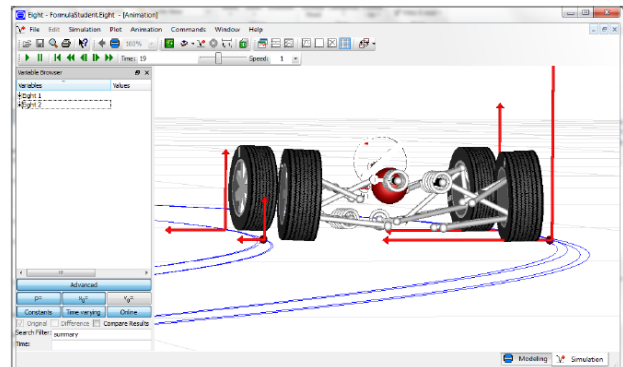 Eight - FormulaStudent.Eight - [Animation]
File Edit Simulation Plot Animation Commands Window Help
100%
Time: 19 Speed: 1
Variable Browser
Variables Values
Eight 1
Eight 2
Advanced
Constants Time varying Online
Original Difference Compare Results
Search Filter: summary
Time:
Modeling Simulation